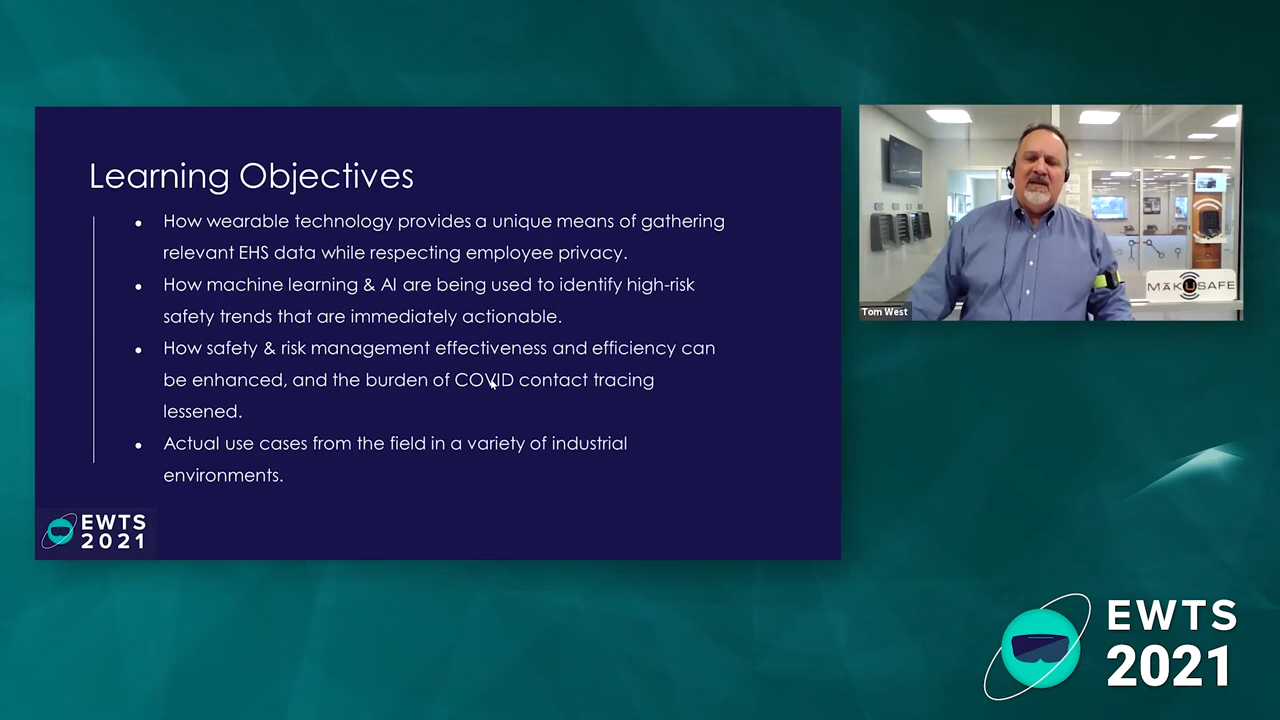 Learning Objectives
• How wearable technology provides a unique means of gathering
relevant EHS data while respecting employee privacy.
• How machine learning & AI are being used to identify high-risk
safety trends that are immediately actionable.
• How safety & risk management effectiveness and efficiency can
be enhanced, and the burden of COVID contact tracing
lessened.
• Actual use cases from the field in a variety of industrial
environments.
EWTS
2021
MĀKUSAFE
Tom West
EWTS
2021